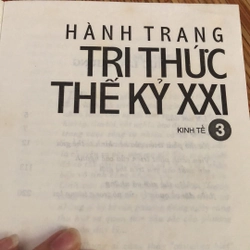 HÀNH TRANG
TRI THỨC
THẾ KỶ XXI
KINH TẾ 3